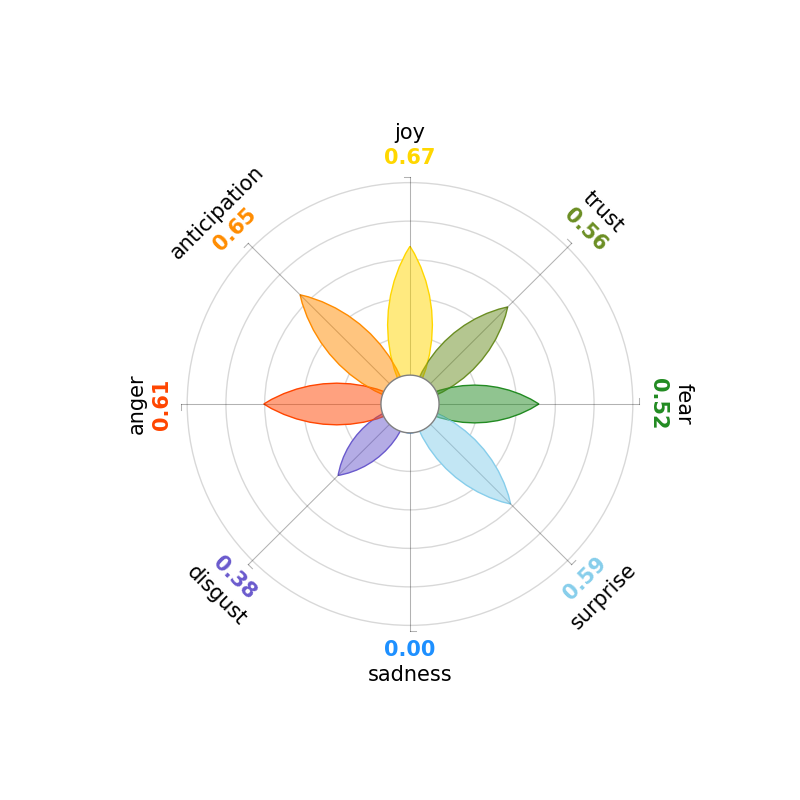 joy
0.67
trust
0.56
fear
0.52
surprise
0.59
0.00
sadness
disgust
0.38
anger
0.61
anticipation
0.65